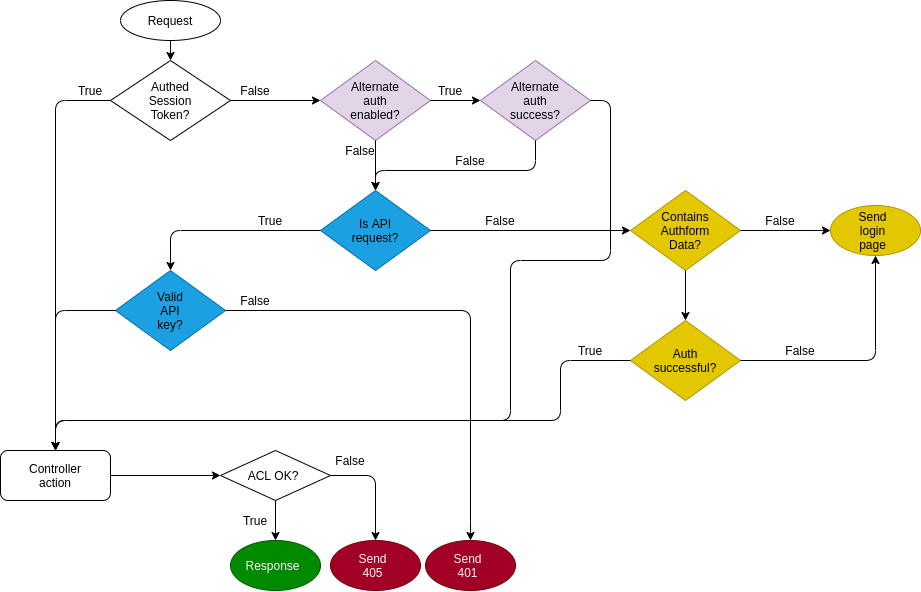 Request
True
Authed
Session
Token?
False
Alternate
auth
enabled?
True
Alternate
auth
success?
False
False
True
Is API
request?
False
Contains
Authform
Data?
False
Send
login
page
Valid
API
key?
False
True
Auth
successful?
False
Controller
action
ACL OK?
False
True
Response
Send
405
Send
401